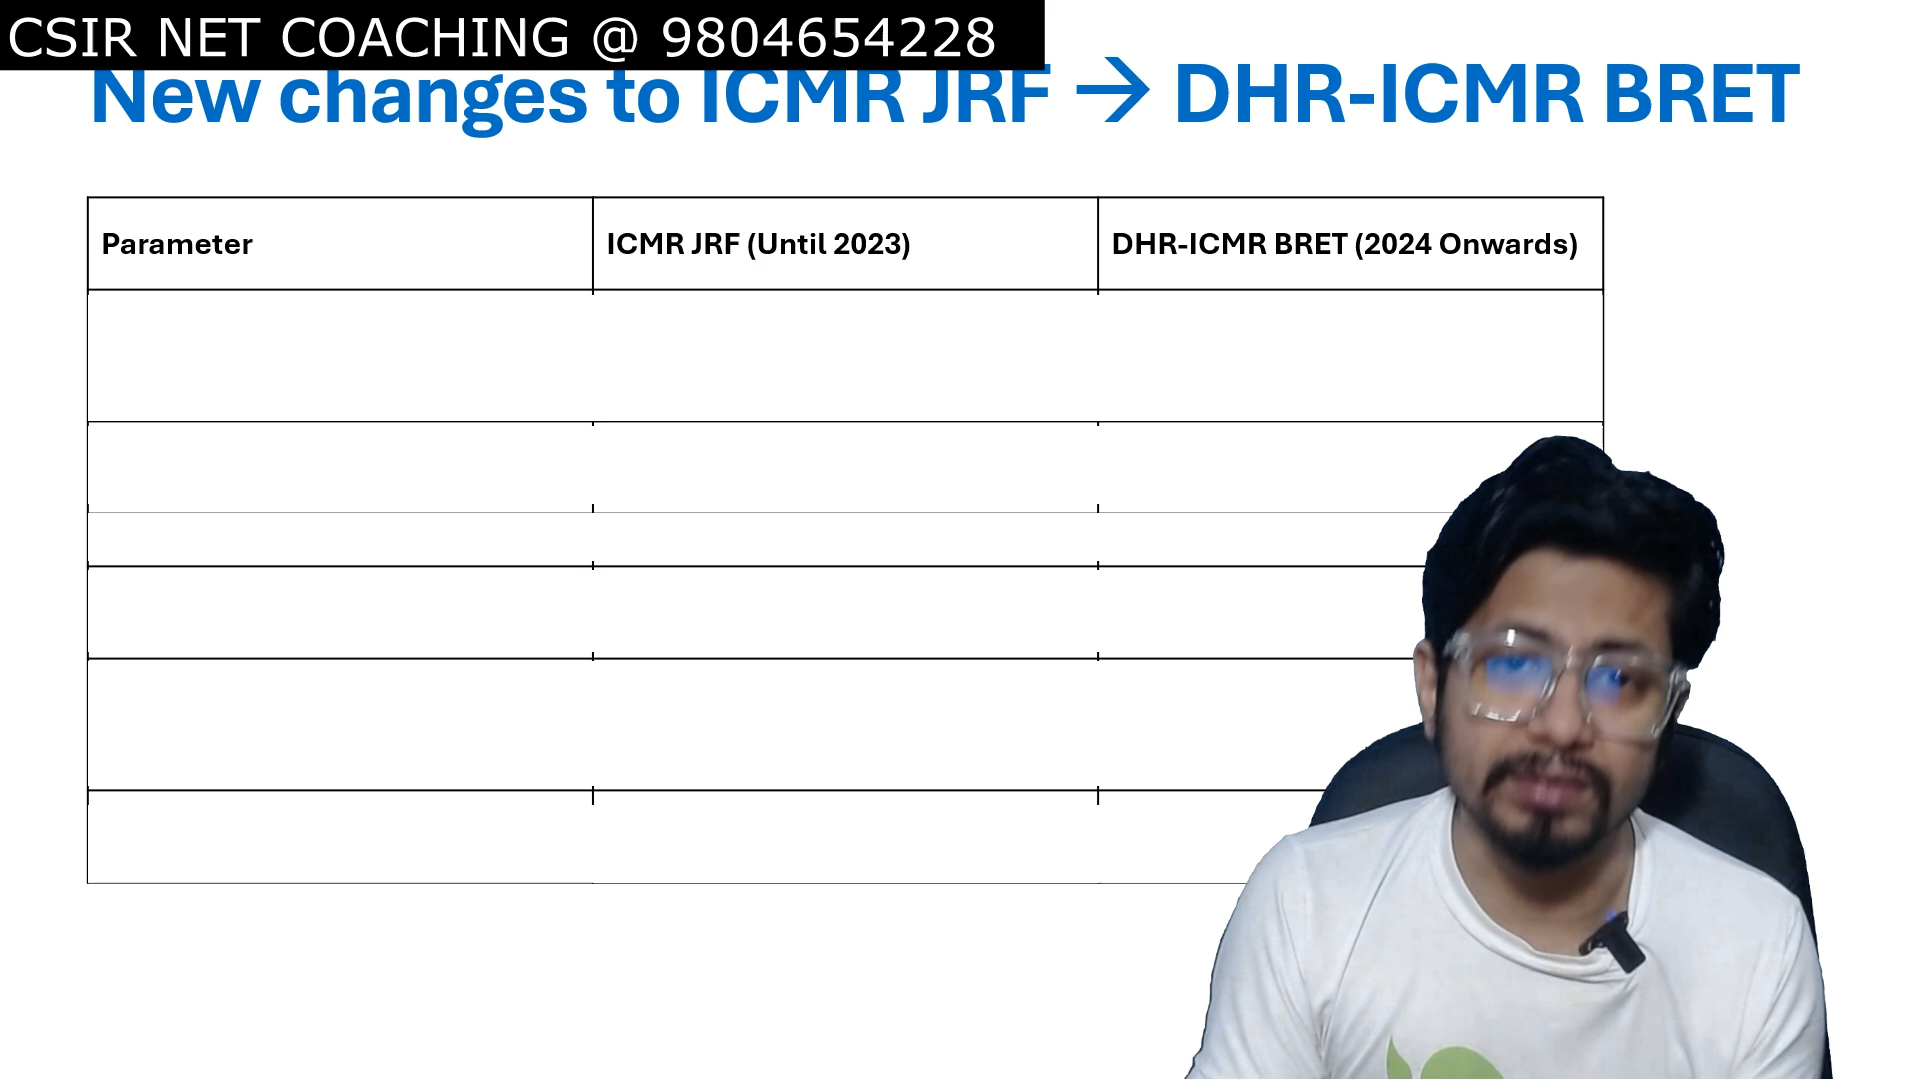 CSIR NET COACHING @ 9804654228
New changes to ICMR JRF → DHR-ICMR BRET
Parameter
ICMR JRF (Until 2023)
DHR-ICMR BRET (2024 Onwards)